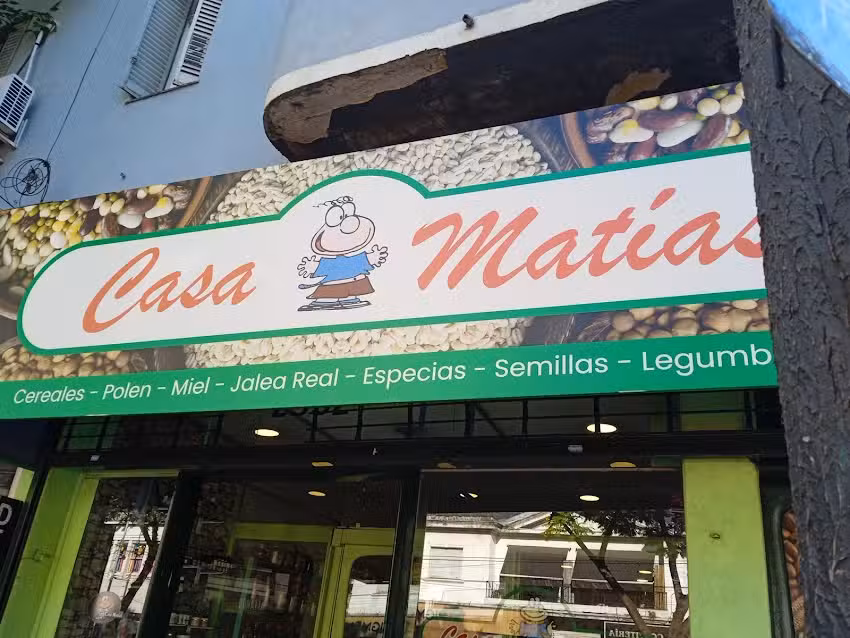 Casa Matías
Cereales - Polen - Miel - Jalea Real - Especias - Semillas - Legumb